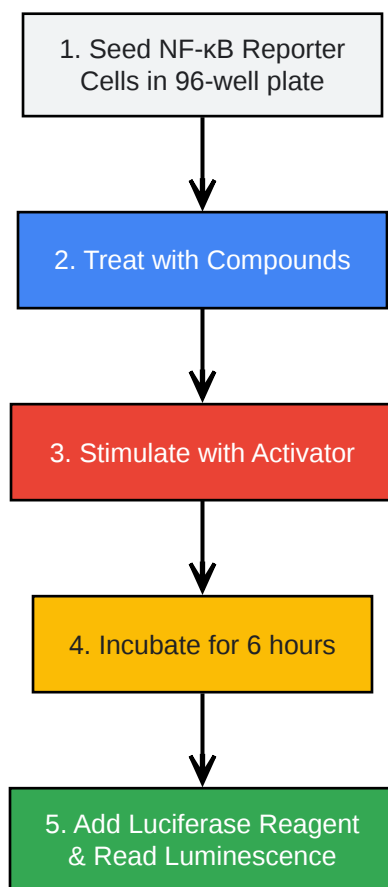 1. Seed NF-κB Reporter
Cells in 96-well plate
2. Treat with Compounds
3. Stimulate with Activator
4. Incubate for 6 hours
5. Add Luciferase Reagent
& Read Luminescence